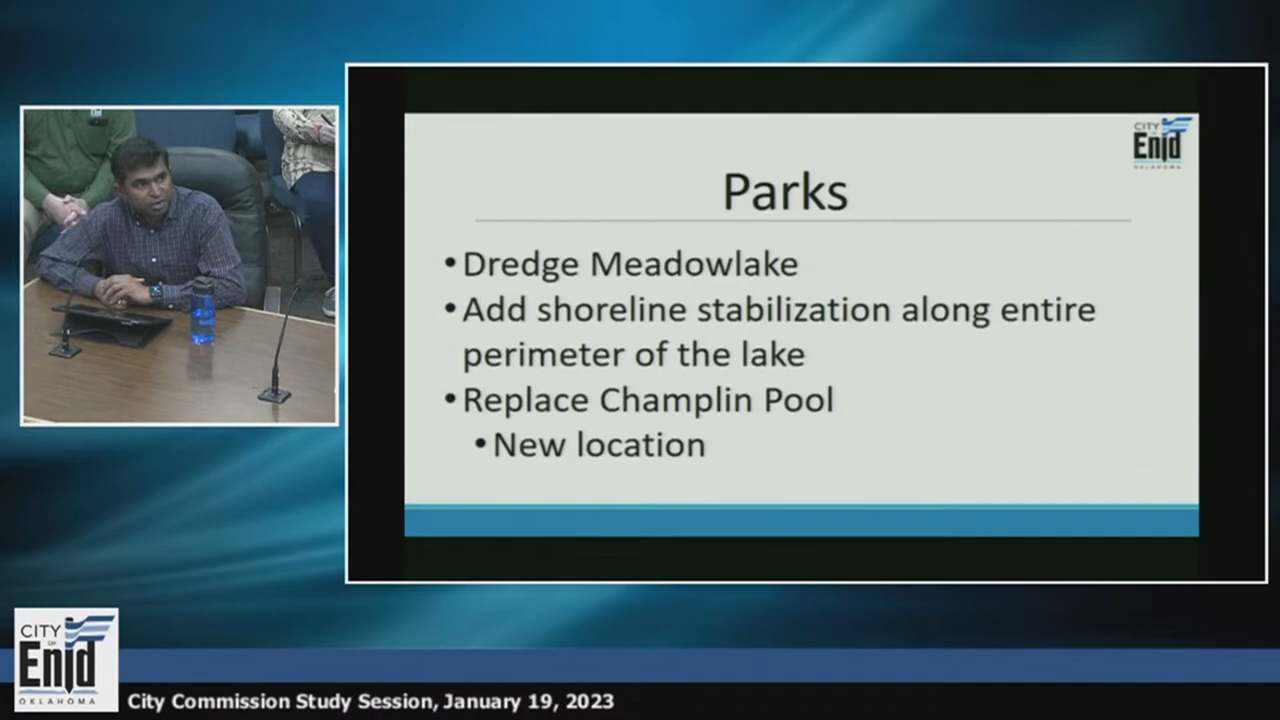 CITY
OF
Enid
OKLAHOMA
Parks
• Dredge Meadowlake
• Add shoreline stabilization along entire
perimeter of the lake
• Replace Champlin Pool
• New location
CITY
OF
Enid
OKLAHOMA
City Commission Study Session, January 19, 2023